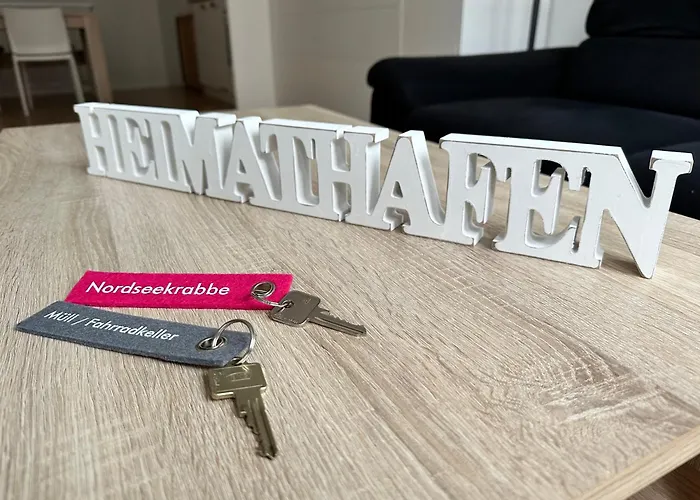 HEIMATHAFEN
Nordseekrabbe
Müll / Fahrradkeller